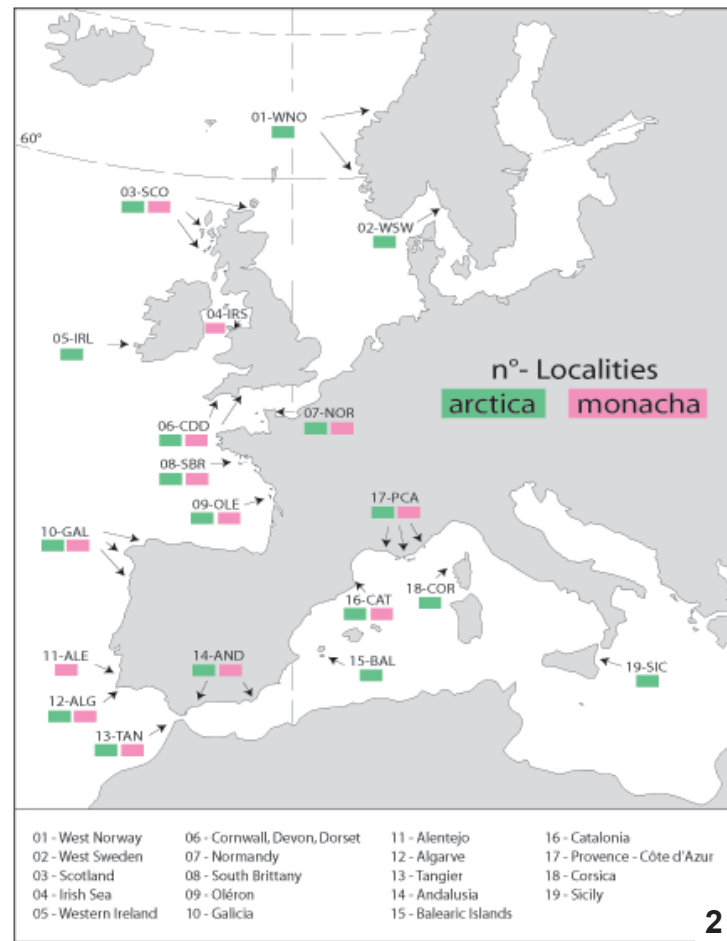 01-WNO
60°
03-SCO
02-WSW
04-IRS
05-IRL
n°- Localities
arctica monacha
06-CDD
07-NOR
08-SBR
09-OLE
17-PCA
10-GAL
18-COR
16-CAT
11-ALE
14-AND
15-BAL
19-SIC
12-ALG
13-TAN
01 - West Norway
02 - West Sweden
03 - Scotland
04 - Irish Sea
05 - Western Ireland
06 - Cornwall, Devon, Dorset
07 - Normandy
08 - South Brittany
09 - Oléron
10 - Galicia
11 - Alentejo
12 - Algarve
13 - Tangier
14 - Andalusia
15 - Balearic Islands
16 - Catalonia
17 - Provence - Côte d'Azur
18 - Corsica
19 - Sicily
2